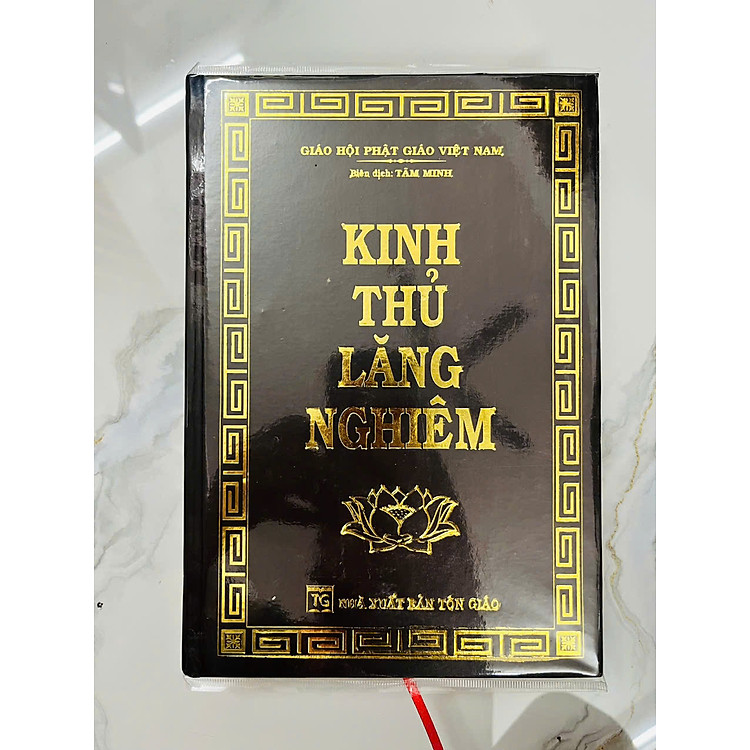 GIÁO HỘI PHẬT GIÁO VIỆT NAM
Biên dịch: TÂM MINH
KINH
THỦ
LĂNG
NGHIÊM
TG NHÀ XUẤT BẢN TÔN GIÁO